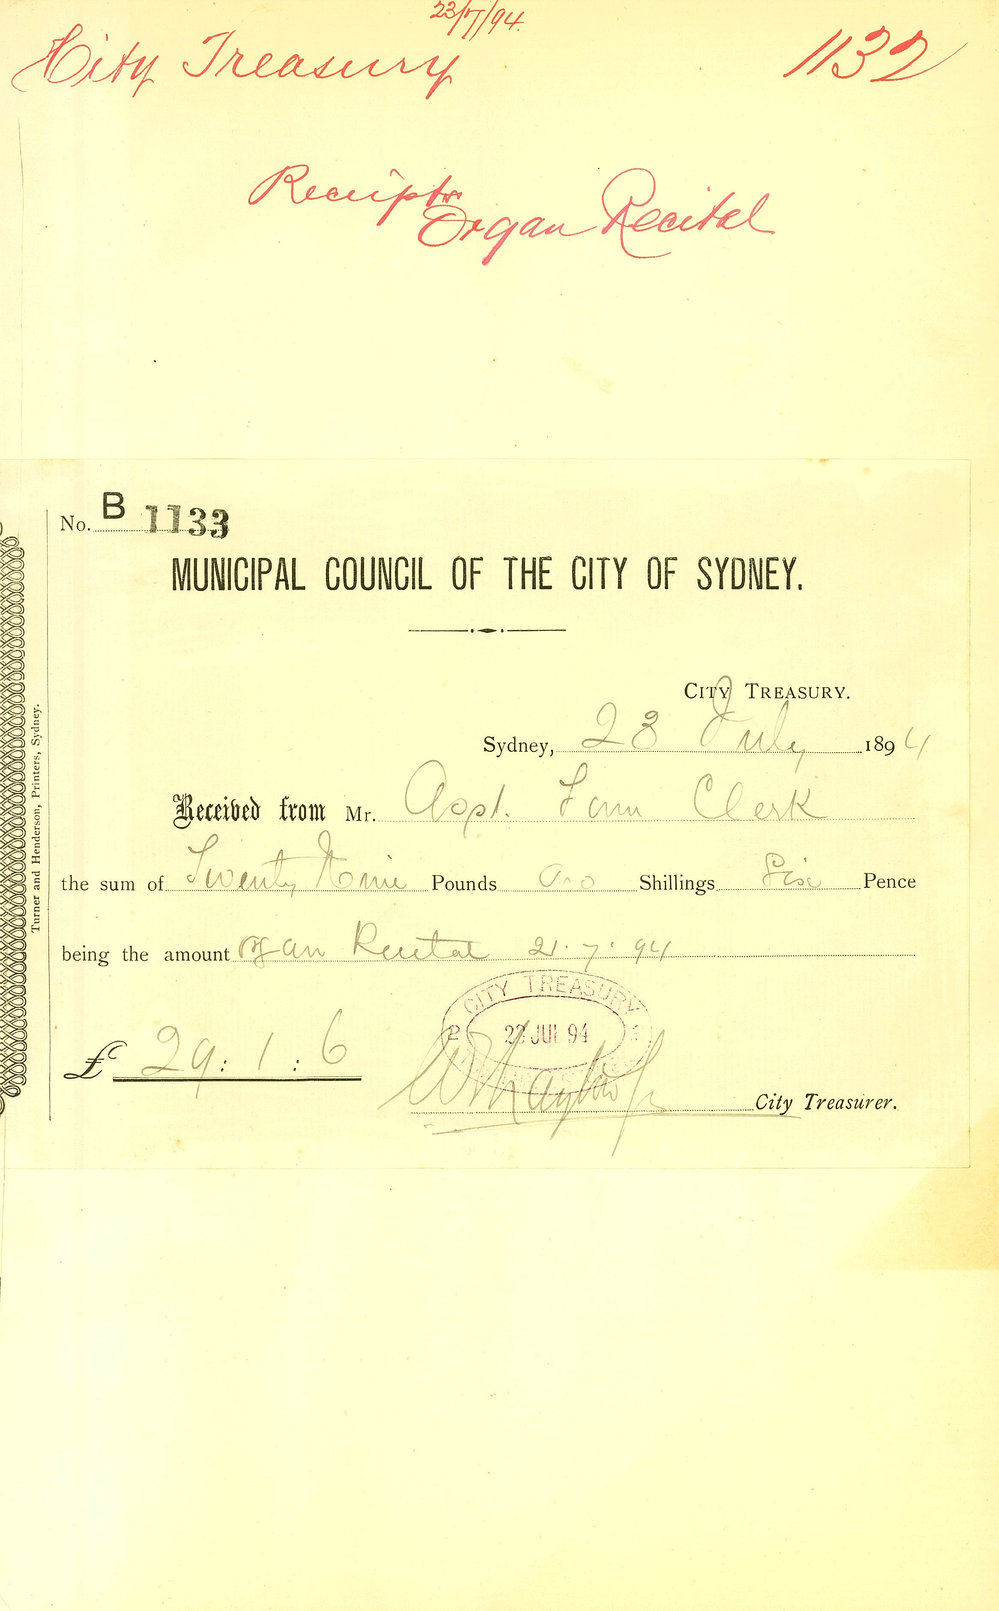 23/7/94.
City Treasury 1132
Receipts
Organ Recital
No. B 1133
MUNICIPAL COUNCIL OF THE CITY OF SYDNEY.
CITY TREASURY.
Sydney, 23 July 1894
Received from Mr. Asst. Town Clerk
the sum of Twenty Nine Pounds One Shillings Six Pence
being the amount Organ Recital 21.7.94
CITY TREASURY
23 JUL 94
£ 29:1:6
City Treasurer.
Turner and Henderson, Printers, Sydney.